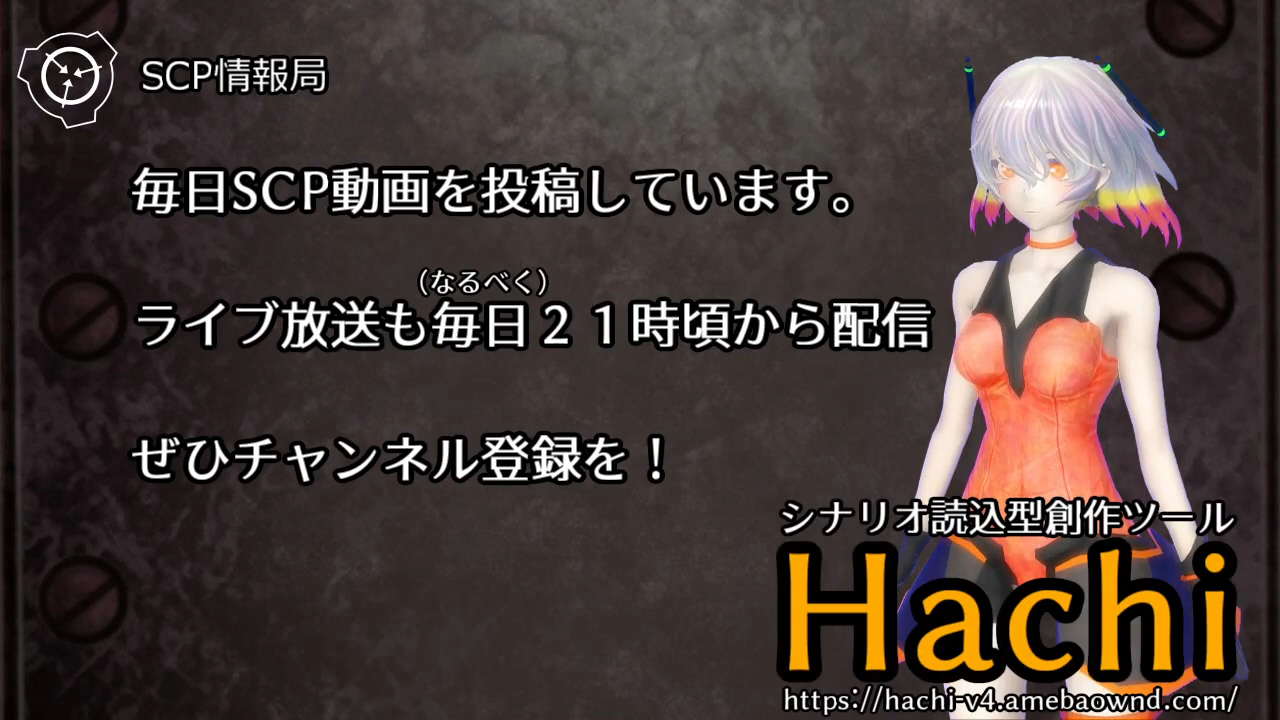 SCP情報局
毎日SCP動画を投稿しています。
（なるべく）
ライブ放送も毎日２１時頃から配信
ぜひチャンネル登録を！
シナリオ読込型創作ツール
Hachi
https://hachi-v4.amebaownd.com/